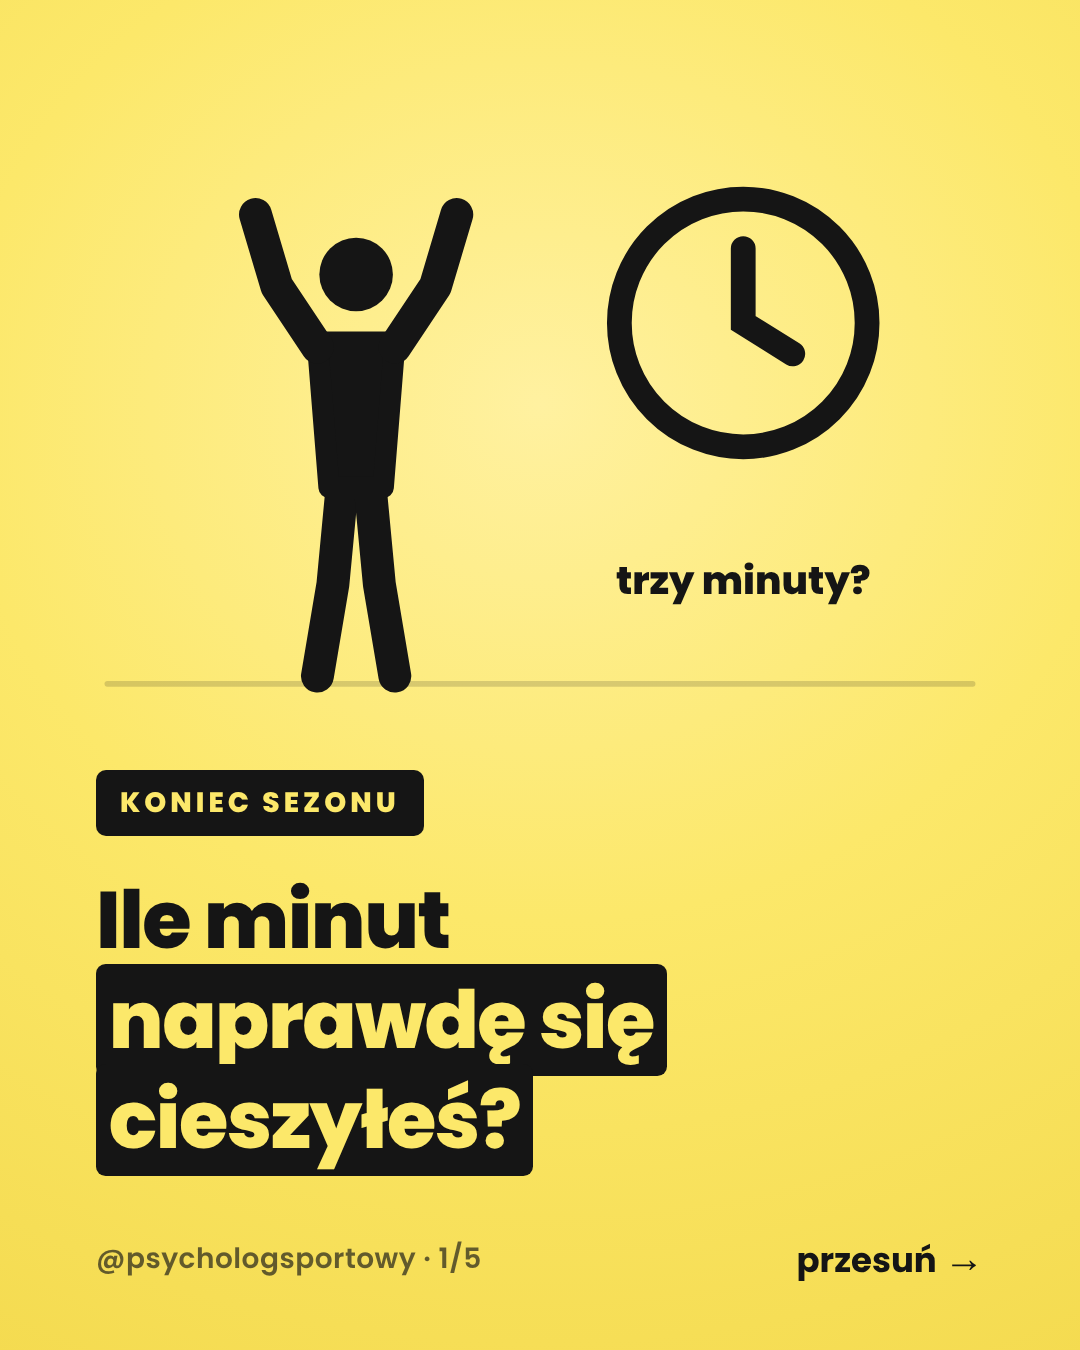 trzy minuty?
KONIEC SEZONU
Ile minut
naprawdę się
cieszyłeś?
@psychologsportowy · 1/5
przesuń →